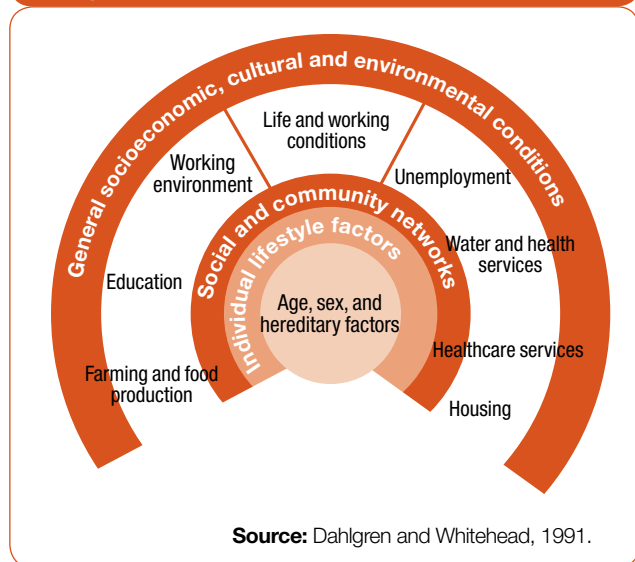 General socioeconomic, cultural and environmental conditions
Life and working
conditions
Working
environment
Unemployment
Social and community networks
Individual lifestyle factors
Water and health
services
Education
Age, sex, and
hereditary factors
Healthcare services
Farming and food
production
Housing
Source: Dahlgren and Whitehead, 1991.